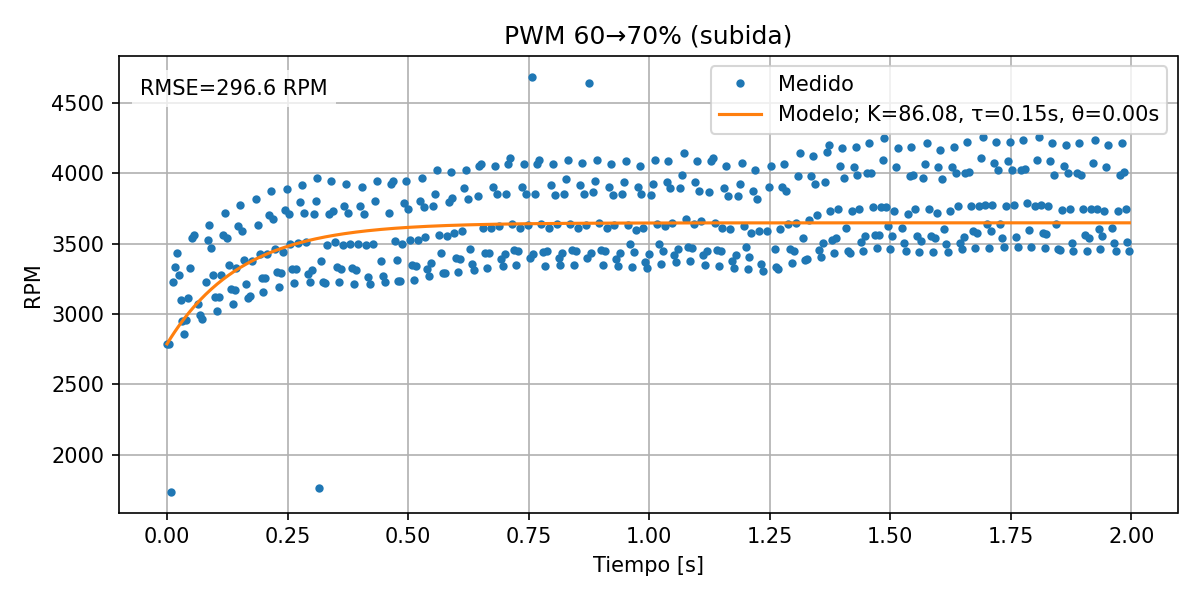 PWM 60→70% (subida)
RMSE=296.6 RPM
Medido
Modelo; K=86.08, τ=0.15s, θ=0.00s
RPM
4500
4000
3500
3000
2500
2000
0.00 0.25 0.50 0.75 1.00 1.25 1.50 1.75 2.00
Tiempo [s]